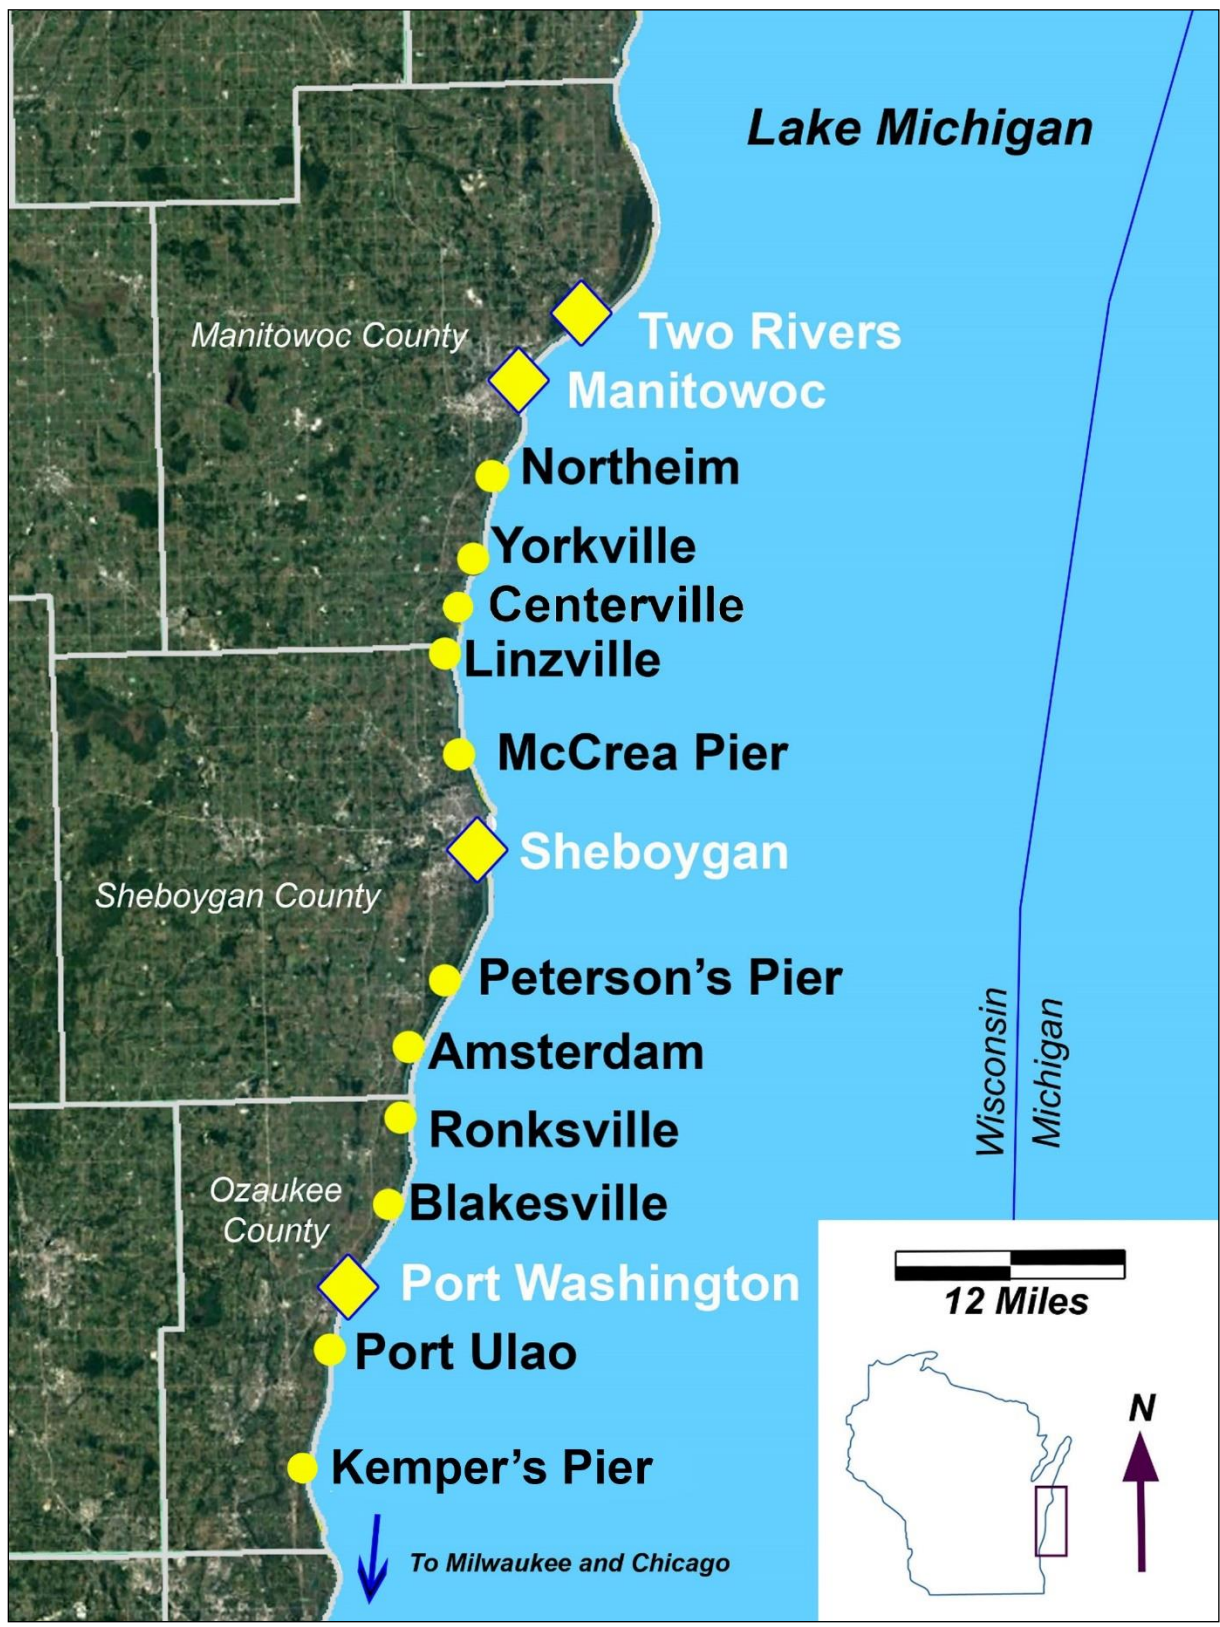 Lake Michigan
Two Rivers
Manitowoc County
Manitowoc
Northeim
Yorkville
Centerville
Linzville
McCrea Pier
Sheboygan
Sheboygan County
Peterson’s Pier
Amsterdam
Wisconsin
Michigan
Ronksville
Ozaukee
County
Blakesville
Port Washington
12 Miles
Port Ulao
N
Kemper’s Pier
To Milwaukee and Chicago